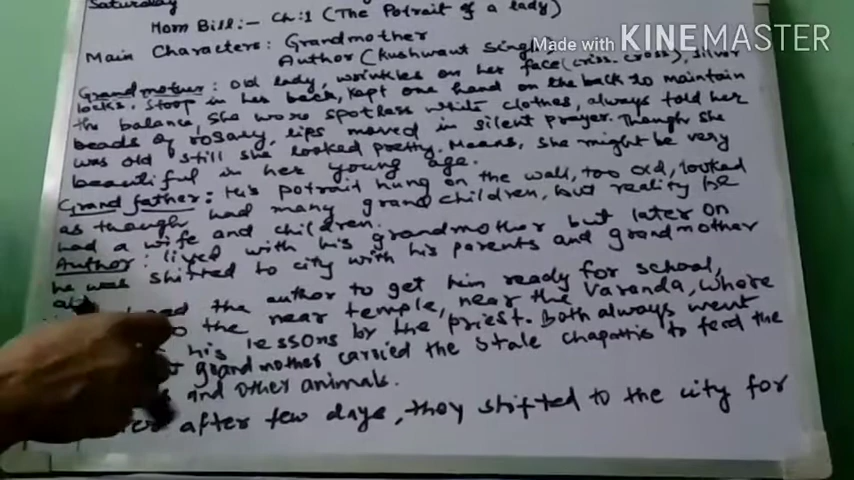 Saturday
Horn Bill:- Ch:1 (The Potrait of a lady)
Main Characters: Grandmother
Author (Kushwant Singh)
Made with KINEMASTER
Grandmother: old lady, wrinkles on her face (criss-cross), silver
locks. Stoop in her back, kept one hand on the back to maintain
the balance, she wore spotless white clothes, always told her
beads of rosary, lips moved in silent prayer. Though she
was old still she looked pretty. Means, she might be very
beautiful in her young age.
Grand father: His potrait hung on the wall, too old, looked
as though had many grand children, but reality he
had a wife and children.
Author: lived with his grandmother but later on
he was shifted to city with his parents and grandmother
the author to get him ready for school,
the near temple, near the Varanda, where
his lessons by the priest. Both always went
grandmother carried the stale chapattis to feed the
and other animals.
after few days, they shifted to the city for